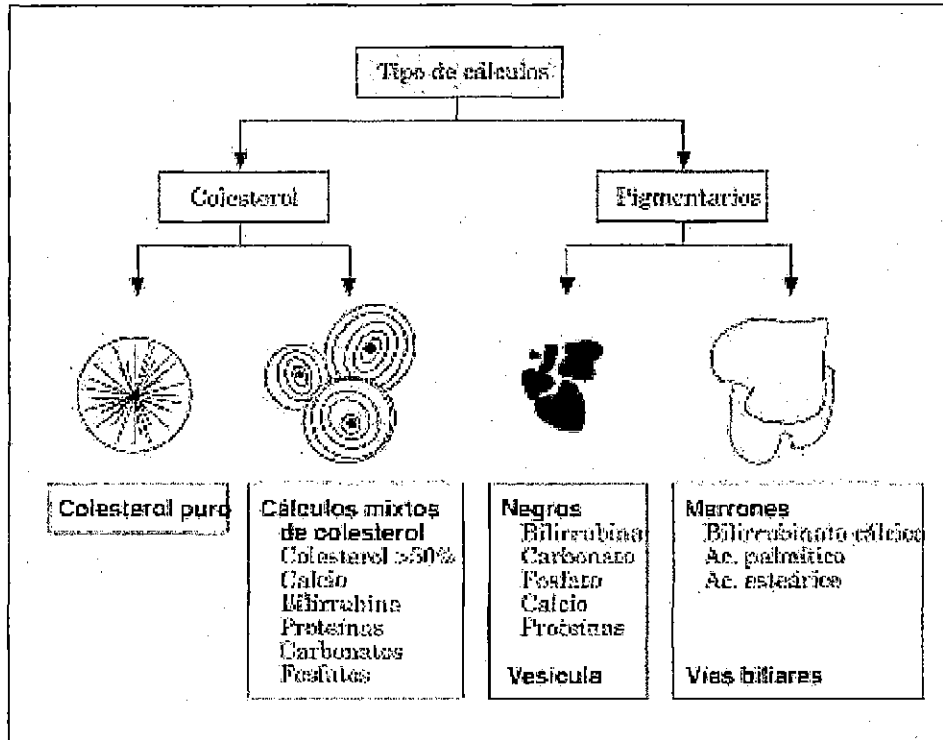 Tipo de cálculos
Colesterol
Pigmentarios
Colesterol puro
Cálculos mixtos
de colesterol
Colesterol >50%
Calcio
Bilirrubina
Proteínas
Carbonatos
Fosfatos
Negros
Bilirrubina
Carbonato
Fosfato
Calcio
Proteínas
Vesícula
Marrones
Bilirrubinato cálcico
Ac. palmítico
Ac. esteárico
Vías biliares